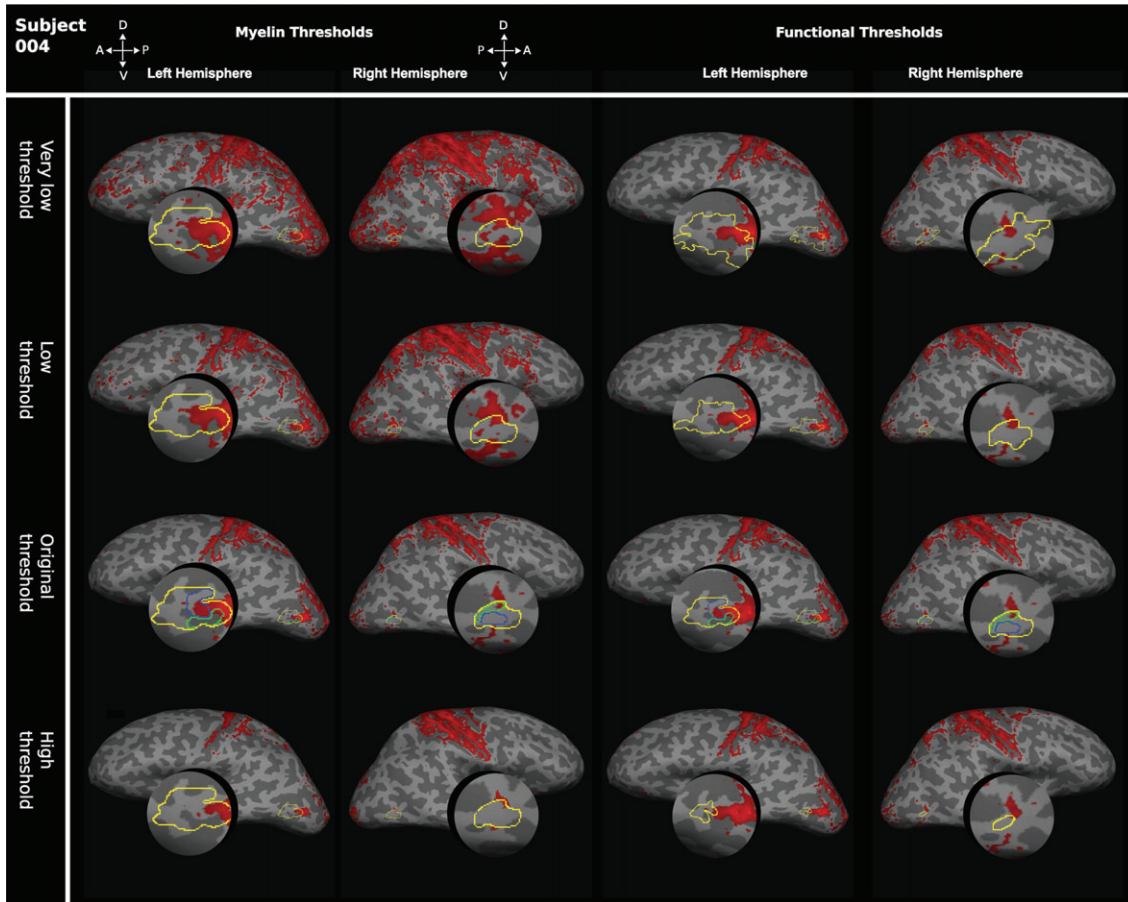 Subject
004
D
A P
V
Myelin Thresholds
D
P A
V
Functional Thresholds
Left Hemisphere
Right Hemisphere
Left Hemisphere
Right Hemisphere
Very low
threshold
Low
threshold
Original
threshold
High
threshold